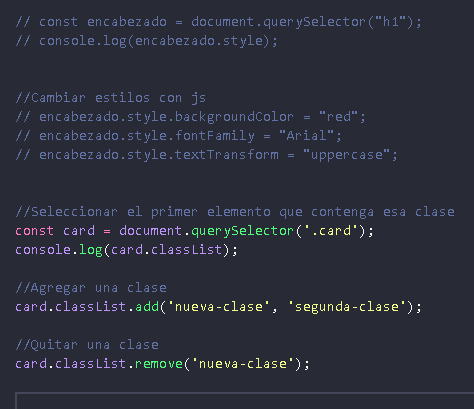 // const encabezado = document.querySelector("h1");
// console.log(encabezado.style);
//Cambiar estilos con js
// encabezado.style.backgroundColor = "red";
// encabezado.style.fontFamily = "Arial";
// encabezado.style.textTransform = "uppercase";
//Seleccionar el primer elemento que contenga esa clase
const card = document.querySelector('.card');
console.log(card.classList);
//Agregar una clase
card.classList.add('nueva-clase', 'segunda-clase');
//Quitar una clase
card.classList.remove('nueva-clase');